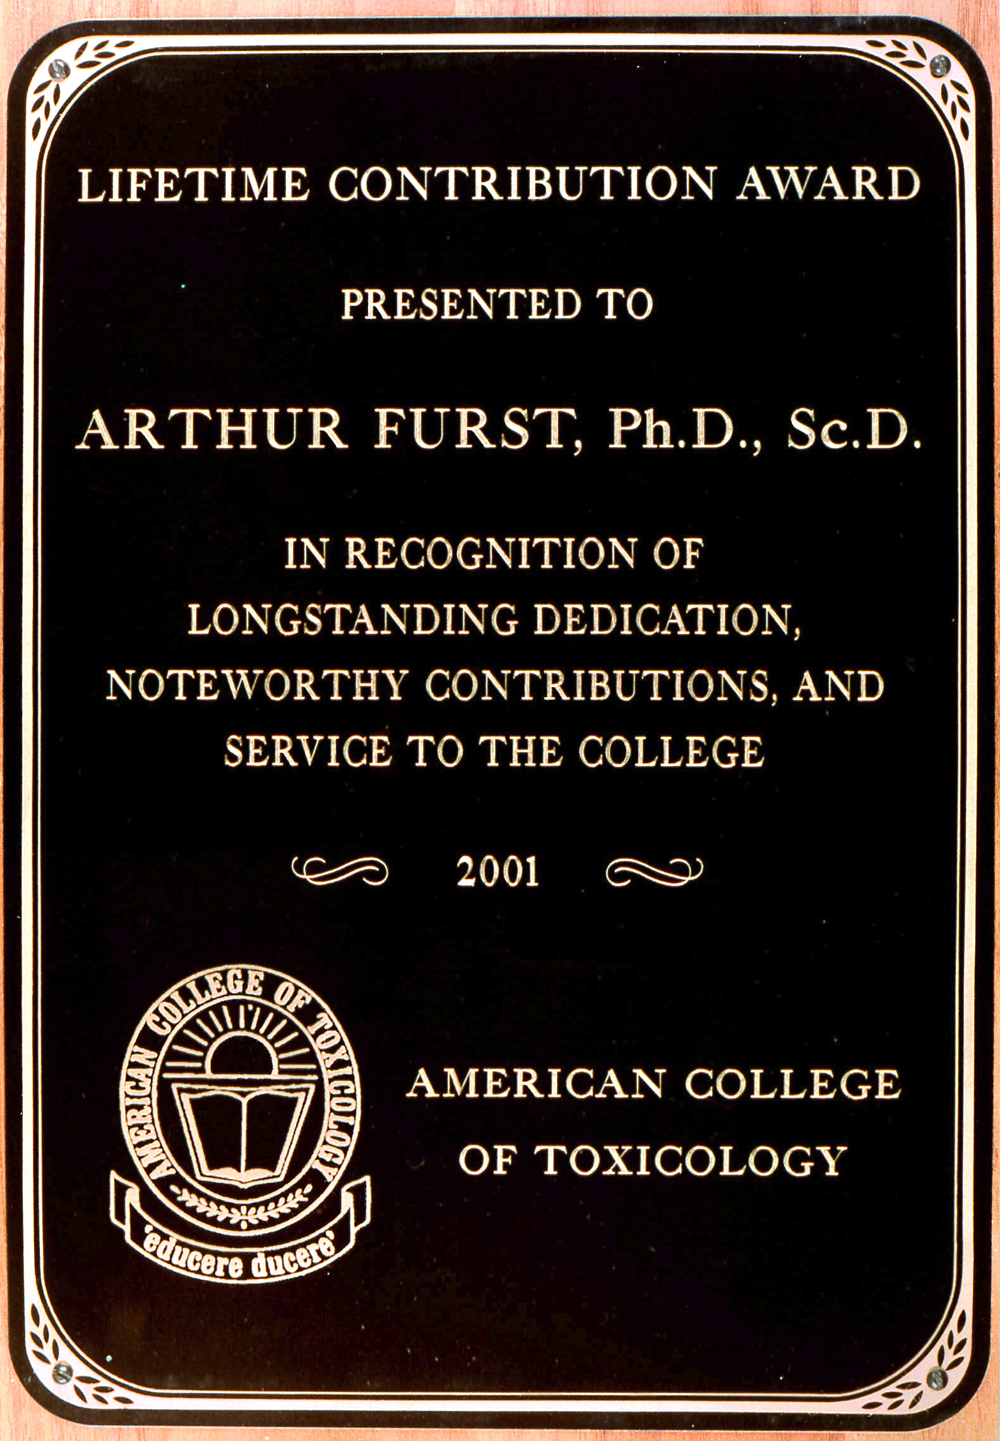 LIFETIME CONTRIBUTION AWARD
PRESENTED TO
ARTHUR FURST, Ph.D., Sc.D.
IN RECOGNITION OF
LONGSTANDING DEDICATION,
NOTEWORTHY CONTRIBUTIONS, AND
SERVICE TO THE COLLEGE
2001
AMERICAN COLLEGE OF TOXICOLOGY
'educere ducere'
AMERICAN COLLEGE
OF TOXICOLOGY